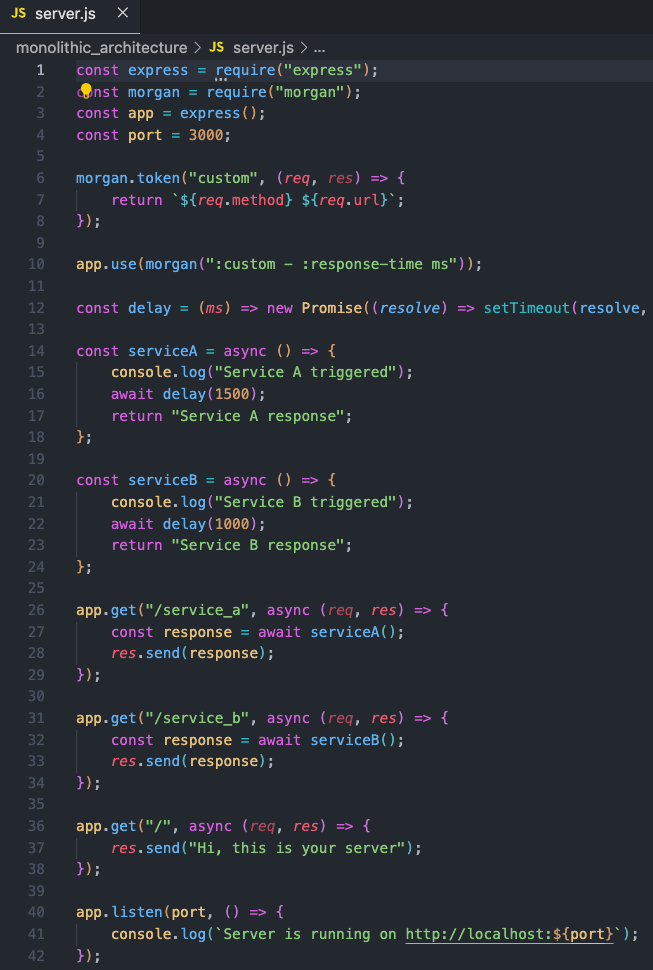 JS server.js ×
monolithic_architecture > JS server.js > ...
1 const express = require("express");
2 const morgan = require("morgan");
3 const app = express();
4 const port = 3000;
5
6 morgan.token("custom", (req, res) => {
7     return `${req.method} ${req.url}`;
8 });
9
10 app.use(morgan(":custom - :response-time ms"));
11
12 const delay = (ms) => new Promise((resolve) => setTimeout(resolve,
13
14 const serviceA = async () => {
15     console.log("Service A triggered");
16     await delay(1500);
17     return "Service A response";
18 };
19
20 const serviceB = async () => {
21     console.log("Service B triggered");
22     await delay(1000);
23     return "Service B response";
24 };
25
26 app.get("/service_a", async (req, res) => {
27     const response = await serviceA();
28     res.send(response);
29 });
30
31 app.get("/service_b", async (req, res) => {
32     const response = await serviceB();
33     res.send(response);
34 });
35
36 app.get("/", async (req, res) => {
37     res.send("Hi, this is your server");
38 });
39
40 app.listen(port, () => {
41     console.log(`Server is running on http://localhost:${port}`);
42 });